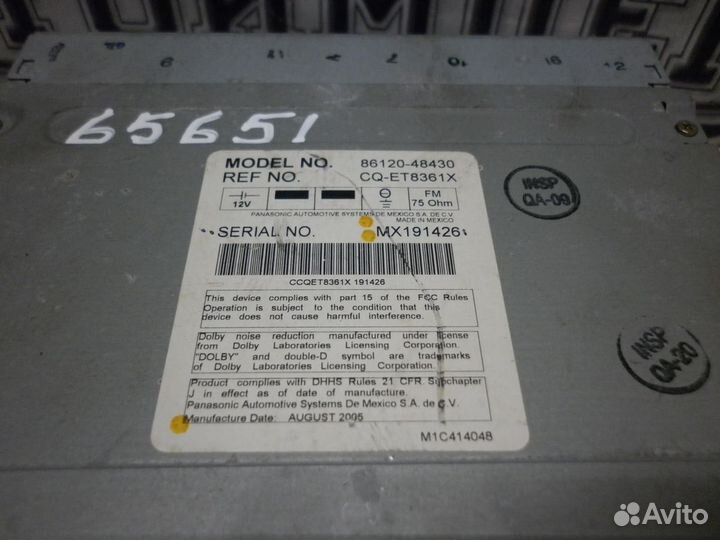 65651
MODEL NO. 86120-48430
REF NO. CQ-ET8361X
12V
FM
75 Ohm
PANASONIC AUTOMOTIVE SYSTEMS DE MEXICO S.A. DE C.V.
MADE IN MEXICO
SERIAL NO. MX191426
CCQET8361X 191426
This device complies with part 15 of the FCC Rules
Operation is subject to the condition that this
device does not cause harmful interference.
Dolby noise reduction manufactured under license
from Dolby Laboratories Licensing Corporation.
"DOLBY" and double-D symbol are trademarks
of Dolby Laboratories Licensing Corporation.
Product complies with DHHS Rules 21 CFR Subchapter
J in effect as of date of manufacture.
Panasonic Automotive Systems De Mexico S.A. de C.V.
Manufacture Date: AUGUST 2005
M1C414048
INSP
QA-09
INSP
QA-20
Avito